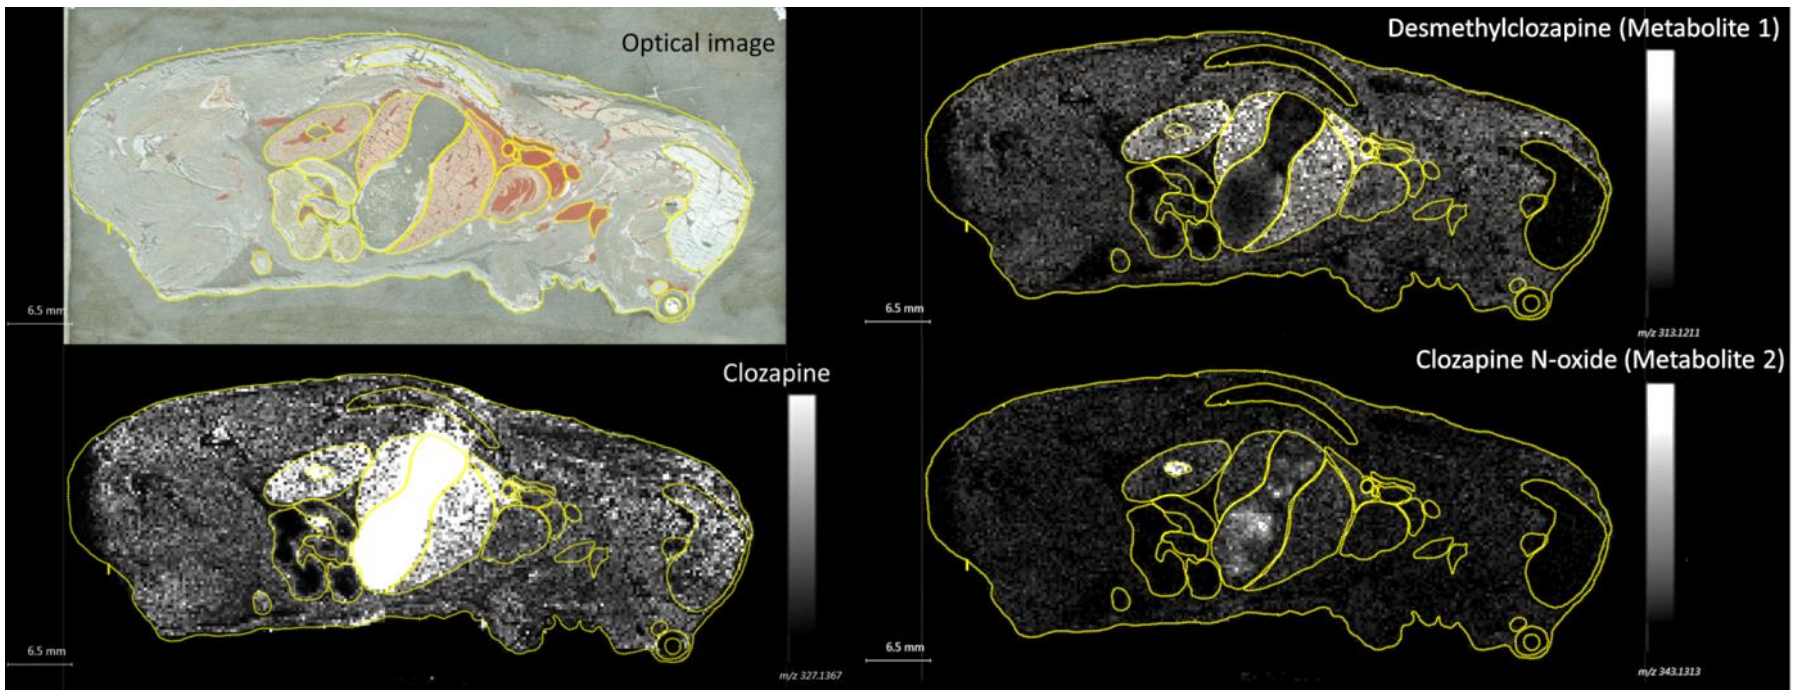 Optical image
6.5 mm
Desmethylclozapine (Metabolite 1)
6.5 mm
m/z 313.1211
Clozapine
6.5 mm
m/z 327.1367
Clozapine N-oxide (Metabolite 2)
6.5 mm
m/z 343.1313